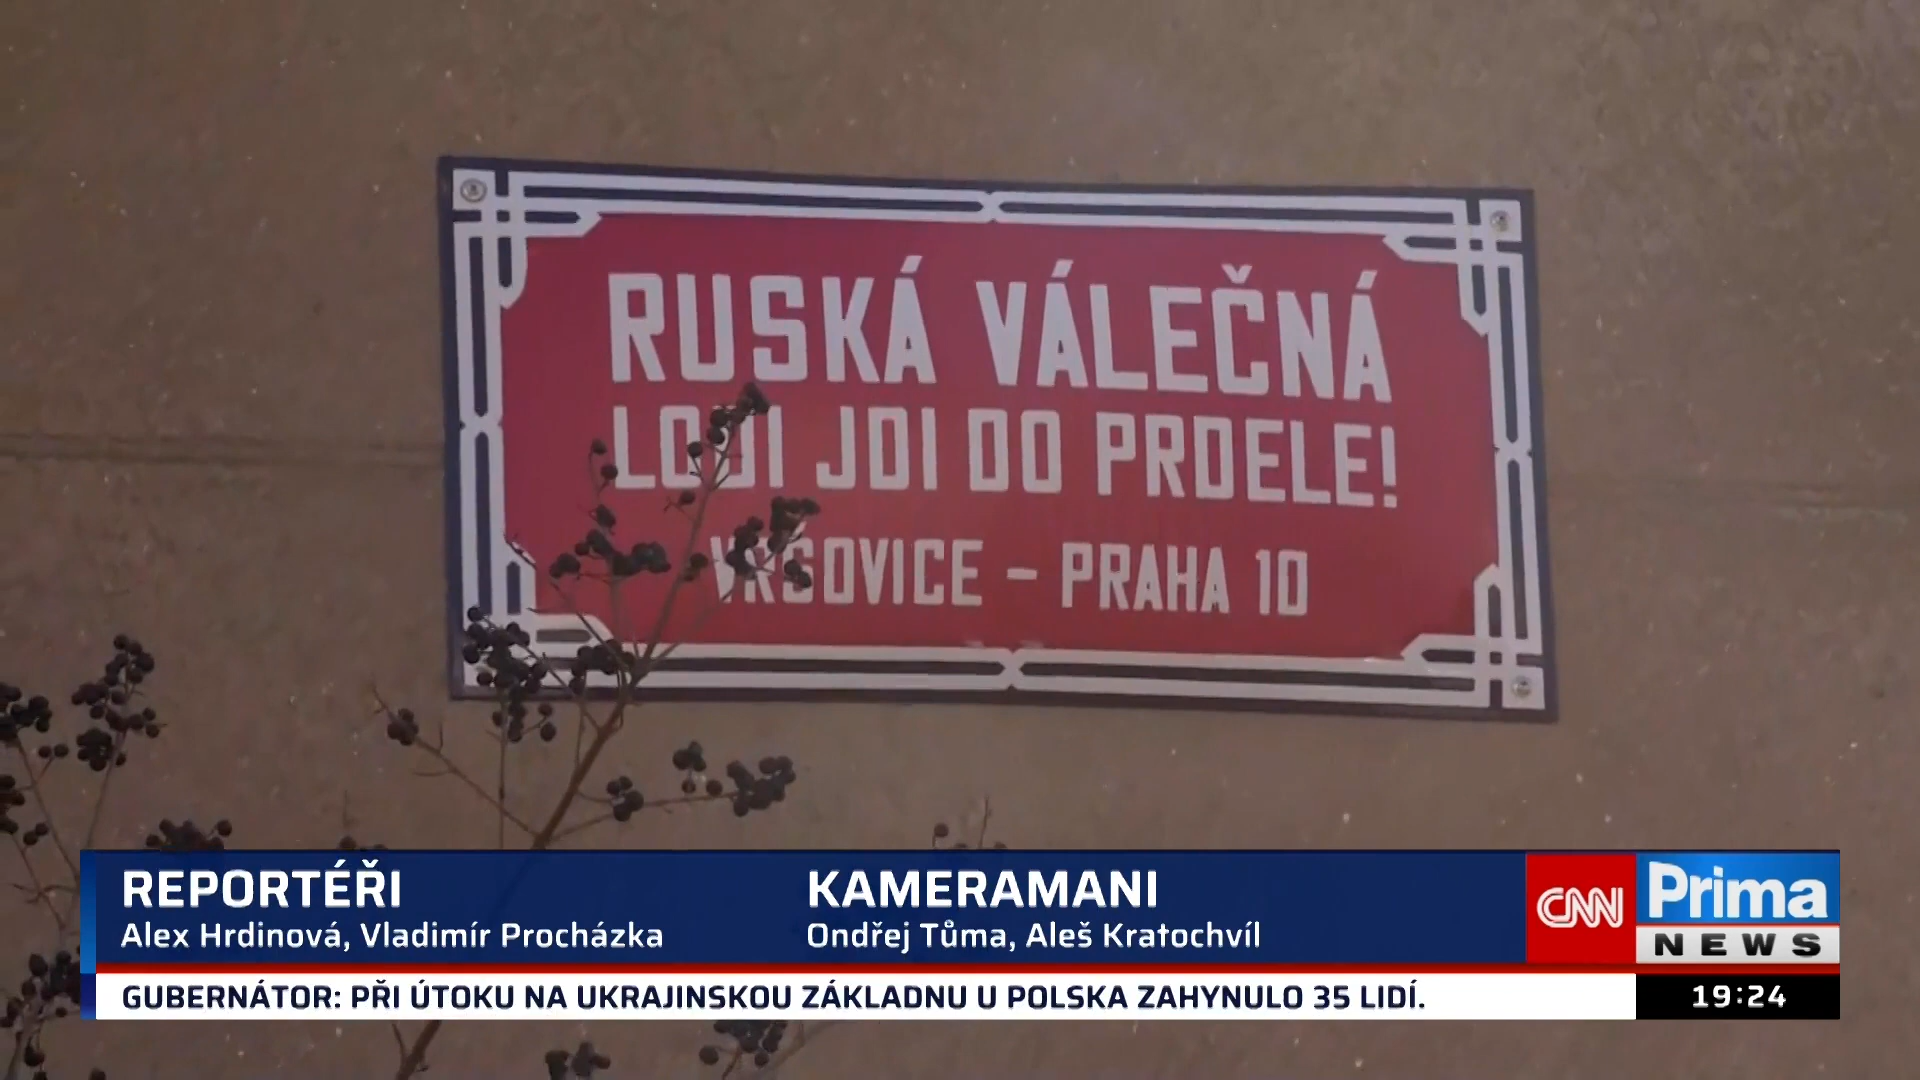 RUSKÁ VÁLEČNÁ
LODI JDI DO PRDELE!
VRŠOVICE – PRAHA 10
REPORTÉŘI
Alex Hrdinová, Vladimír Procházka
KAMERAMANI
Ondřej Tůma, Aleš Kratochvíl
CNN Prima
NEWS
GUBERNÁTOR: PŘI ÚTOKU NA UKRAJINSKOU ZÁKLADNU U POLSKA ZAHYNULO 35 LIDÍ.
19:24